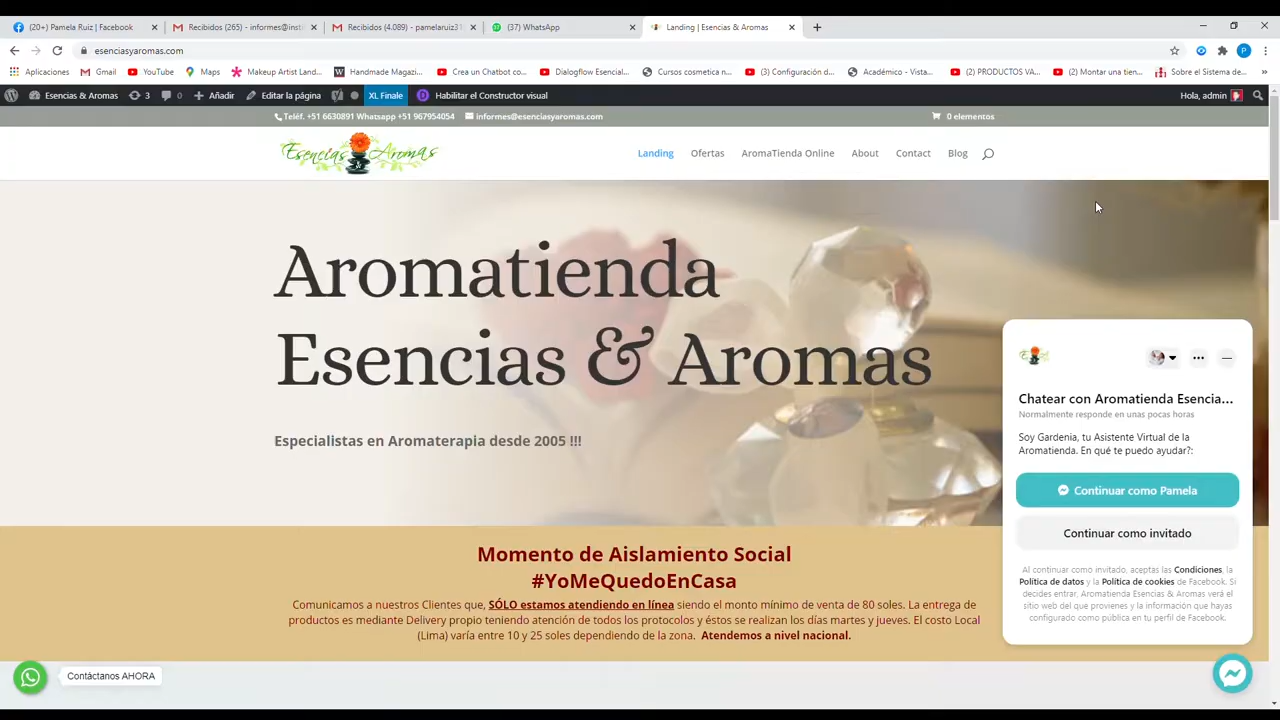 (20+) Pamela Ruiz | Facebook
Recibidos (265) - informes@insti
Recibidos (4.089) - pamelaruiz31
(37) WhatsApp
Landing | Esencias & Aromas
esenciasyaromas.com
Aplicaciones
Gmail
YouTube
Maps
Makeup Artist Land...
Handmade Magazi...
Crea un Chatbot co...
Dialogflow Esencial...
Cursos cosmetica n...
(3) Configuración d...
Académico - Vista...
(2) PRODUCTOS VA...
(2) Montar una tien...
Sobre el Sistema de...
Esencias & Aromas
3
0
Añadir
Editar la página
XL Finale
Habilitar el Constructor visual
Hola, admin
Teléf. +51 6630891 Whatsapp +51 967954054
informes@esenciasyaromas.com
0 elementos
Esencias & Aromas
Landing
Ofertas
AromaTienda Online
About
Contact
Blog
Aromatienda
Esencias & Aromas
Especialistas en Aromaterapia desde 2005 !!!
Momento de Aislamiento Social
#YoMeQuedoEnCasa
Comunicamos a nuestros Clientes que, SÓLO estamos atendiendo en línea siendo el monto mínimo de venta de 80 soles. La entrega de
productos es mediante Delivery propio teniendo atención de todos los protocolos y éstos se realizan los días martes y jueves. El costo Local
(Lima) varía entre 10 y 25 soles dependiendo de la zona. Atendemos a nivel nacional.
Contáctanos AHORA
Chatear con Aromatienda Esencia...
Normalmente responde en unas pocas horas
Soy Gardenia, tu Asistente Virtual de la
Aromatienda. En qué te puedo ayudar?:
Continuar como Pamela
Continuar como invitado
Al continuar como invitado, aceptas las Condiciones, la
Política de datos y la Política de cookies de Facebook. Si
decides entrar, Aromatienda Esencias & Aromas verá el
sitio web del que provienes y la información que hayas
configurado como pública en tu perfil de Facebook.